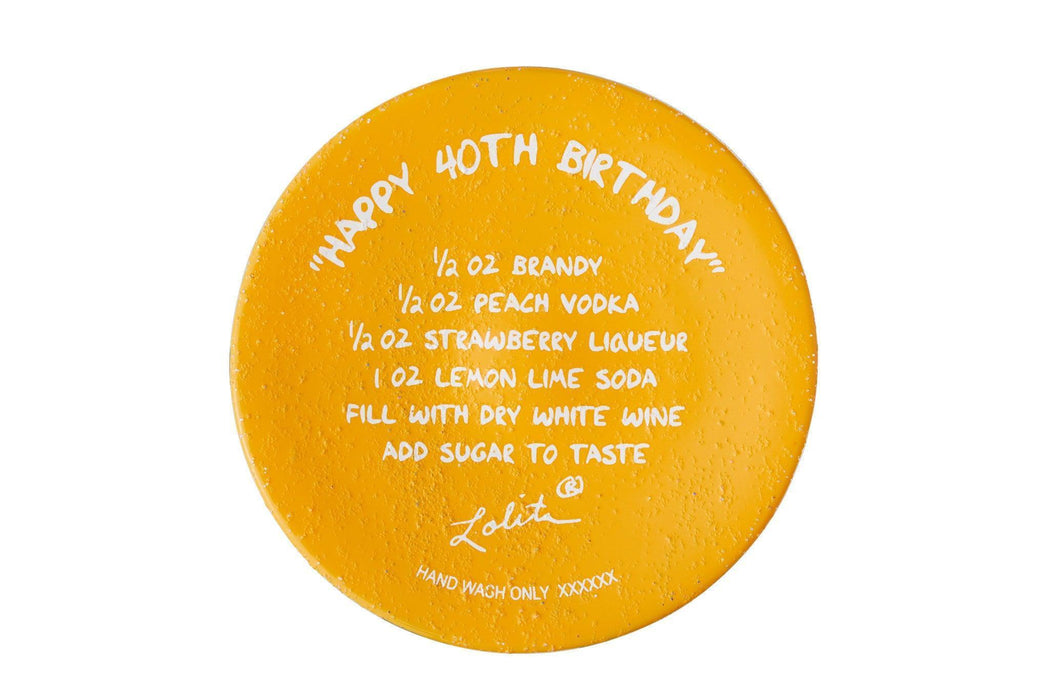 "HAPPY 40TH BIRTHDAY"
1/2 OZ BRANDY
1/2 OZ PEACH VODKA
1/2 OZ STRAWBERRY LIQUEUR
1 OZ LEMON LIME SODA
FILL WITH DRY WHITE WINE
ADD SUGAR TO TASTE
Lolita (R)
HAND WASH ONLY XXXXXX